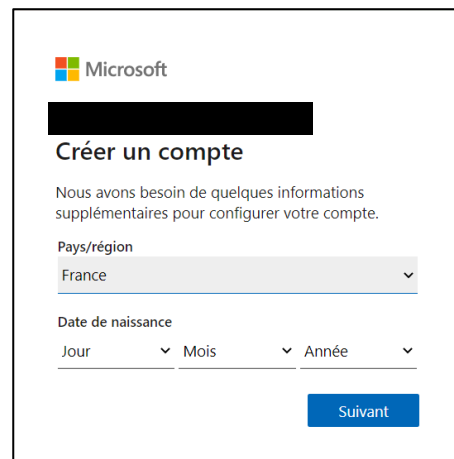 Microsoft
Créer un compte
Nous avons besoin de quelques informations
supplémentaires pour configurer votre compte.
Pays/région
France
Date de naissance
Jour Mois Année
Suivant